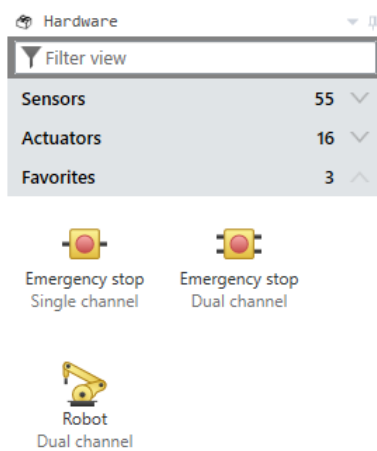 Hardware
Filter view
Sensors 55
Actuators 16
Favorites 3
Emergency stop Emergency stop
Single channel Dual channel
Robot
Dual channel